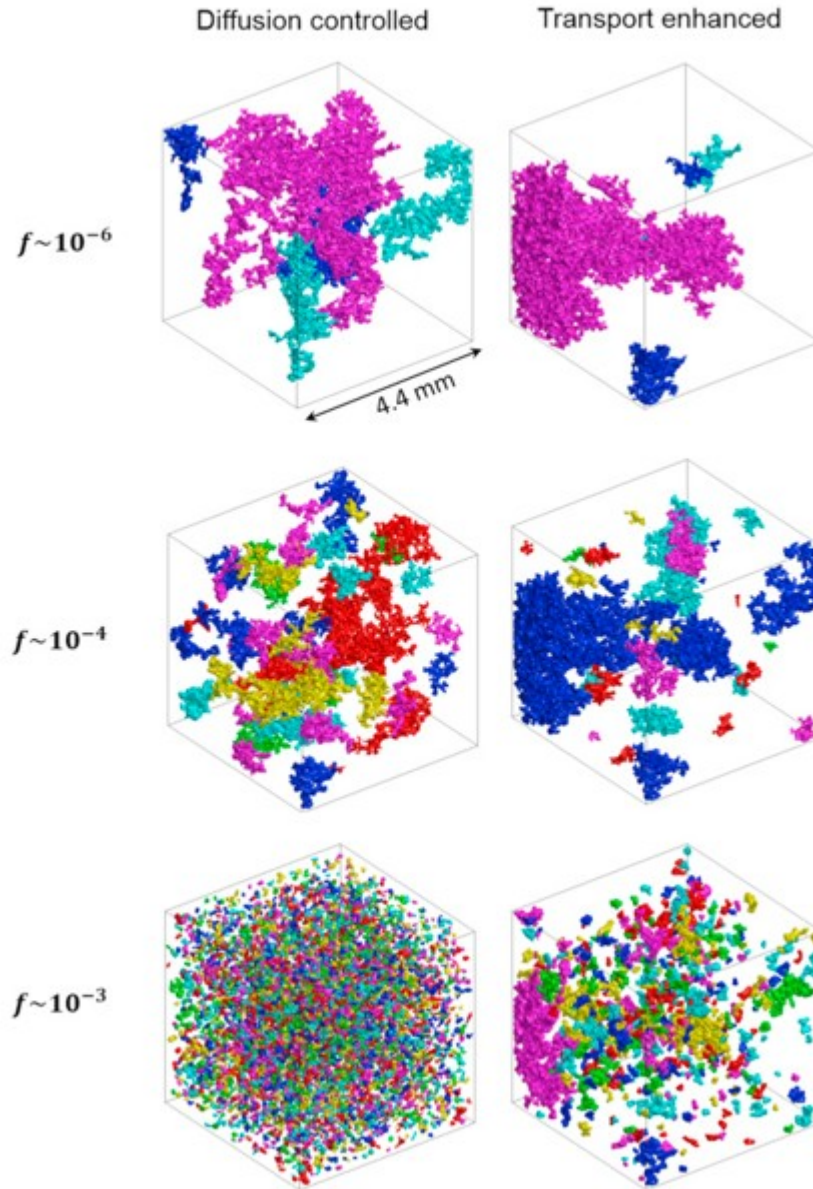 Diffusion controlled Transport enhanced
f~10⁻⁶
4.4 mm
f~10⁻⁴
f~10⁻³